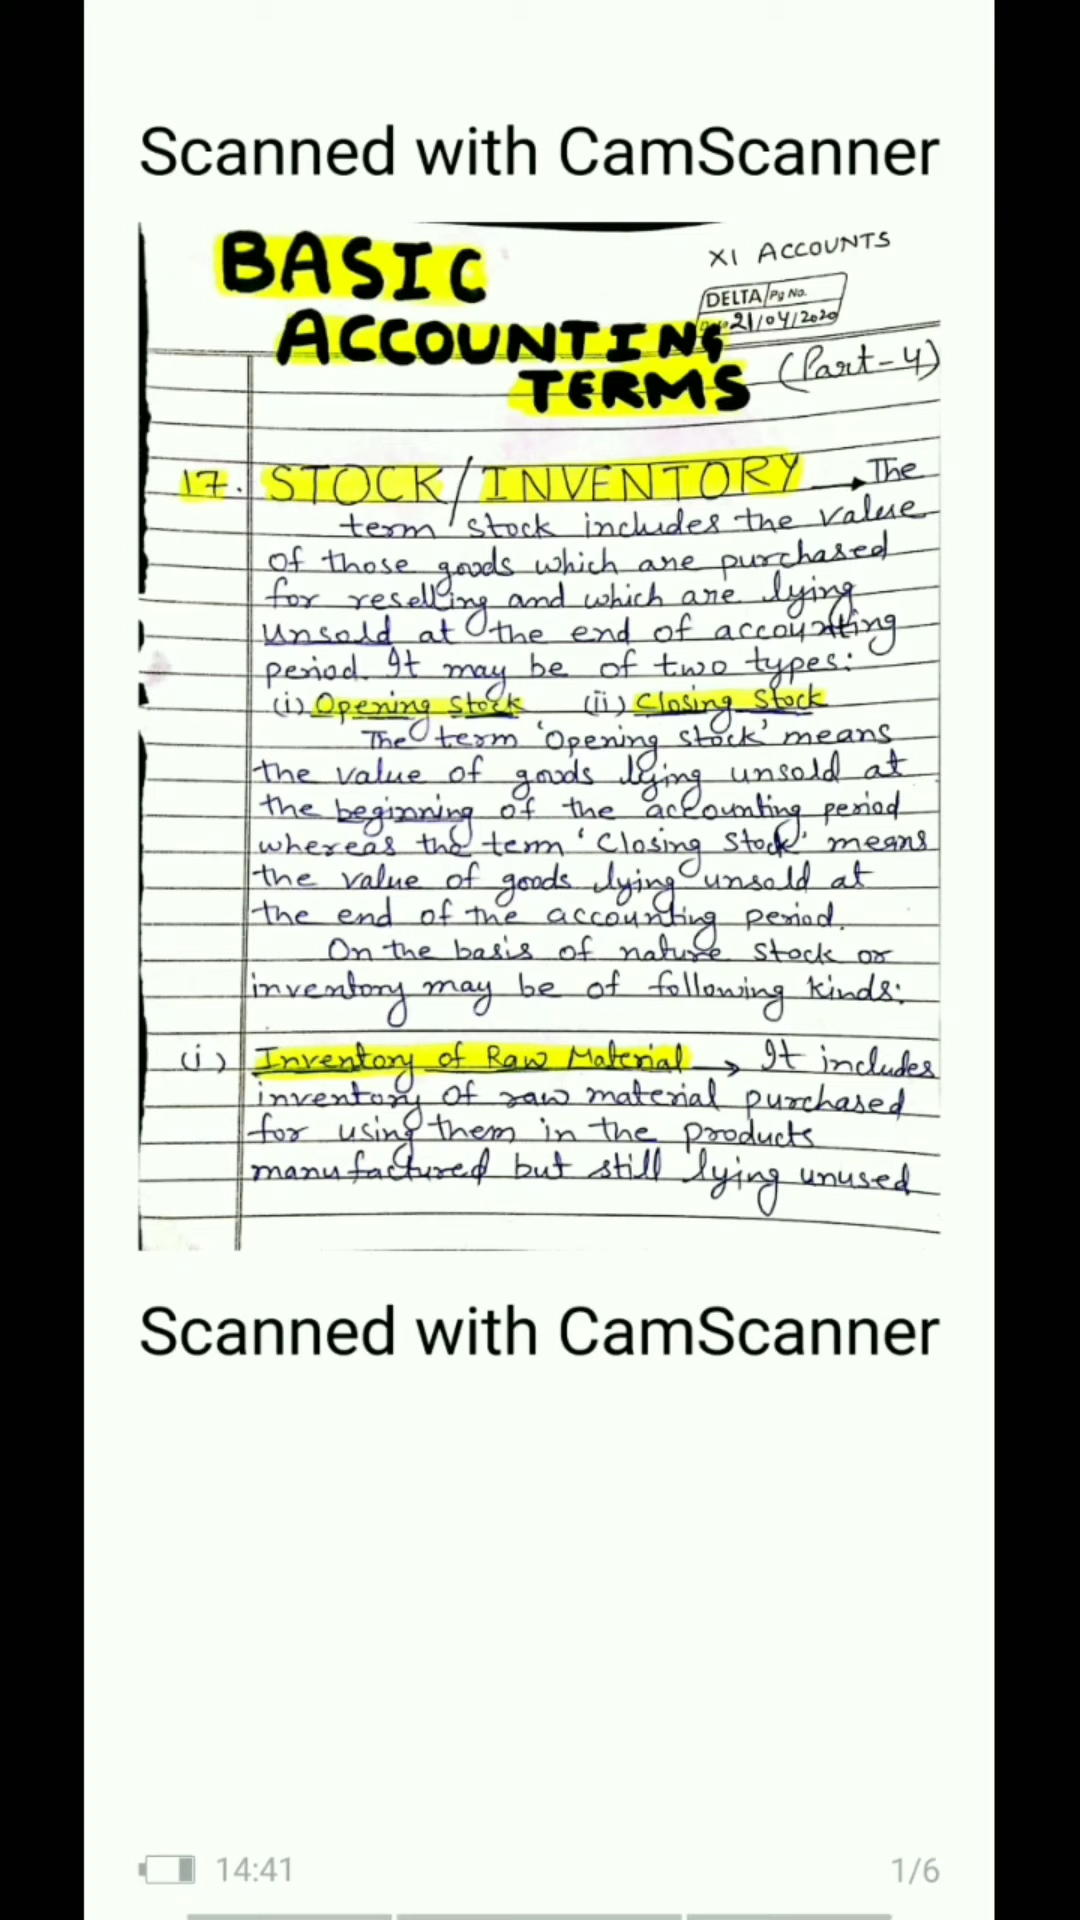 Scanned with CamScanner
XI ACCOUNTS
BASIC
DELTA Pg No.
21/04/2020
ACCOUNTING
(Part-4)
TERMS
17. STOCK/INVENTORY → The
term 'stock includes the value
of those goods which are purchased
for reselling and which are lying
unsold at the end of accounting
period. It may be of two types:
(i) Opening Stock (ii) Closing Stock
The term 'Opening Stock' means
the value of goods lying unsold at
the beginning of the accounting period
whereas the term 'Closing Stock' means
the value of goods lying unsold at
the end of the accounting period.
On the basis of nature stock or
inventory may be of following kinds:
(i) Inventory of Raw Material → It includes
inventory of raw material purchased
for using them in the products
manufactured but still lying unused
Scanned with CamScanner
14:41
1/6